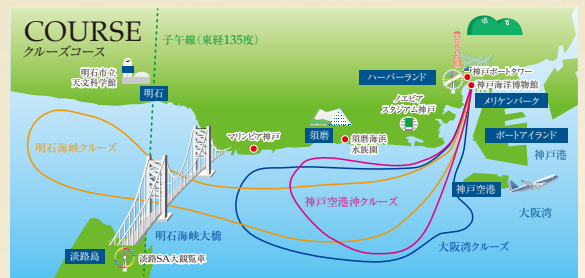 COURSE
クルーズコース
子午線（東経135度）
明石市立
天文科学館
明石
ハーバーランド
神戸ポートタワー
神戸海洋博物館
メリケンパーク
ノエビア
スタジアム神戸
ポートアイランド
神戸港
マリンピア神戸
須磨
須磨海浜
水族園
明石海峡クルーズ
神戸空港
神戸空港沖クルーズ
大阪湾
明石海峡大橋
大阪湾クルーズ
淡路島
淡路SA大観覧車